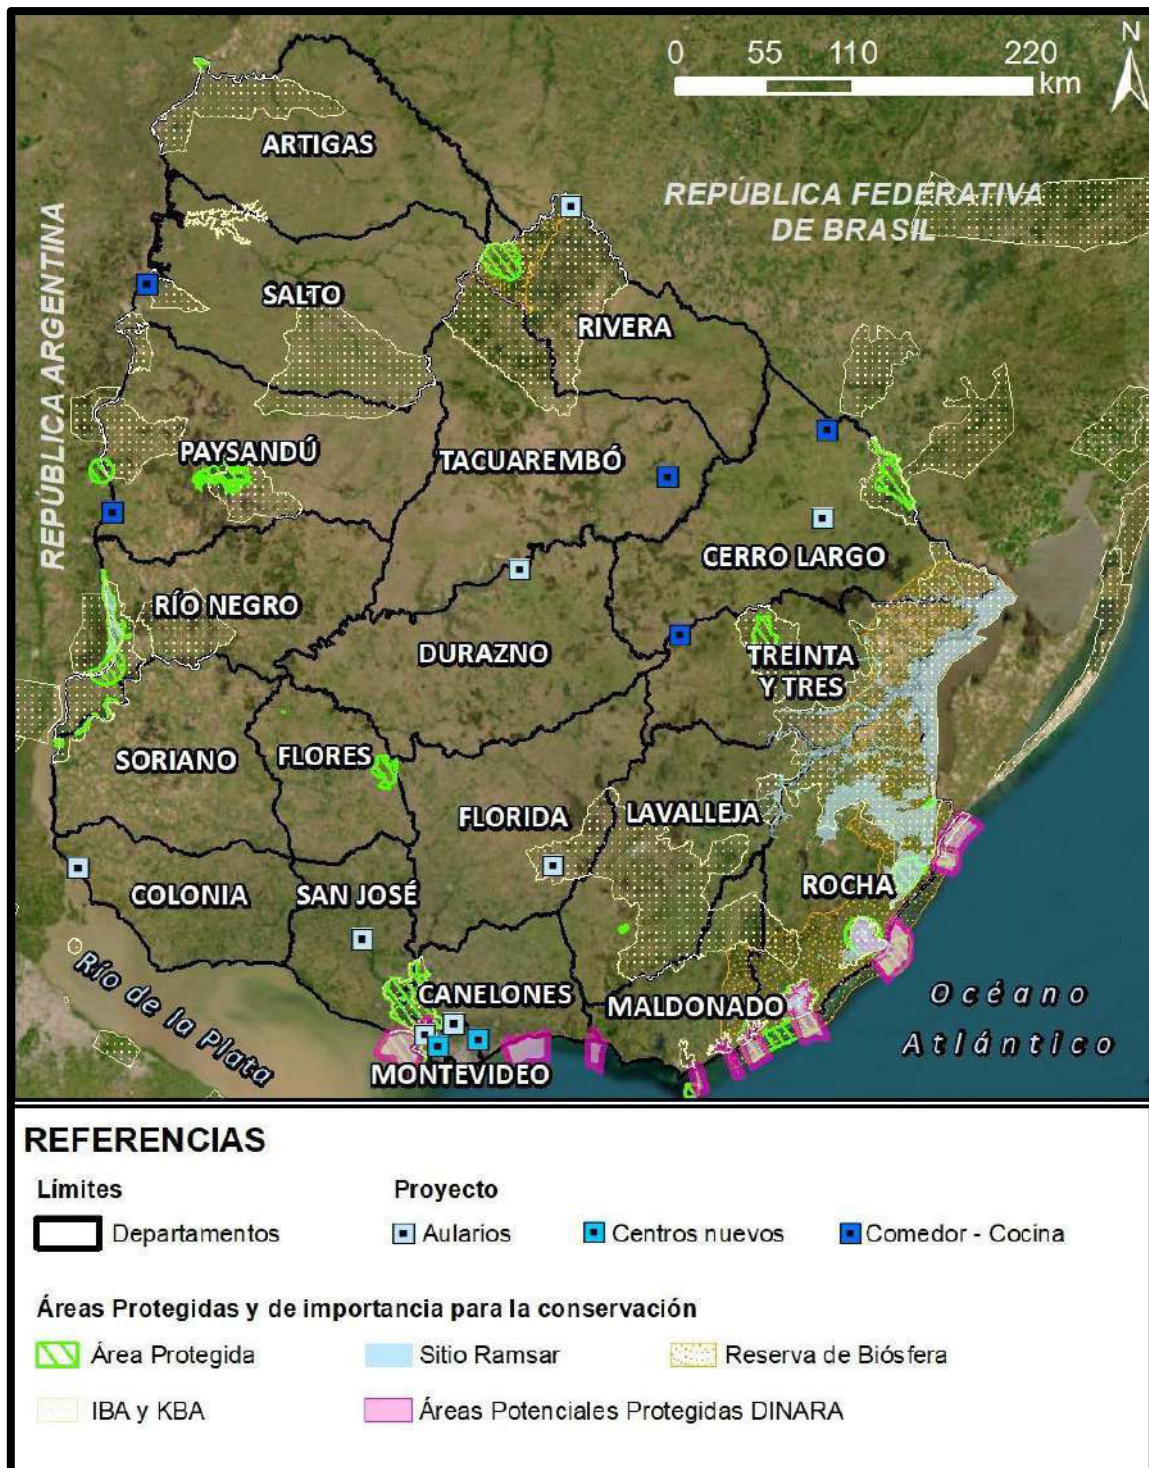 0 55 110 220
km
N
ARTIGAS
REPÚBLICA FEDERATIVA
DE BRASIL
REPÚBLICA ARGENTINA
SALTO
RIVERA
PAYSANDÚ
TACUAREMBÓ
CERRO LARGO
RÍO NEGRO
DURAZNO
TREINTA
Y TRES
SORIANO
FLORES
FLORIDA
LAVALLEJA
COLONIA
SAN JOSÉ
ROCHA
CANELONES
MALDONADO
Río de la Plata
Océano
Atlántico
MONTEVIDEO
REFERENCIAS
Límites
Proyecto
Departamentos
Aularios
Centros nuevos
Comedor - Cocina
Áreas Protegidas y de importancia para la conservación
Área Protegida
Sitio Ramsar
Reserva de Biósfera
IBA y KBA
Áreas Potenciales Protegidas DINARA